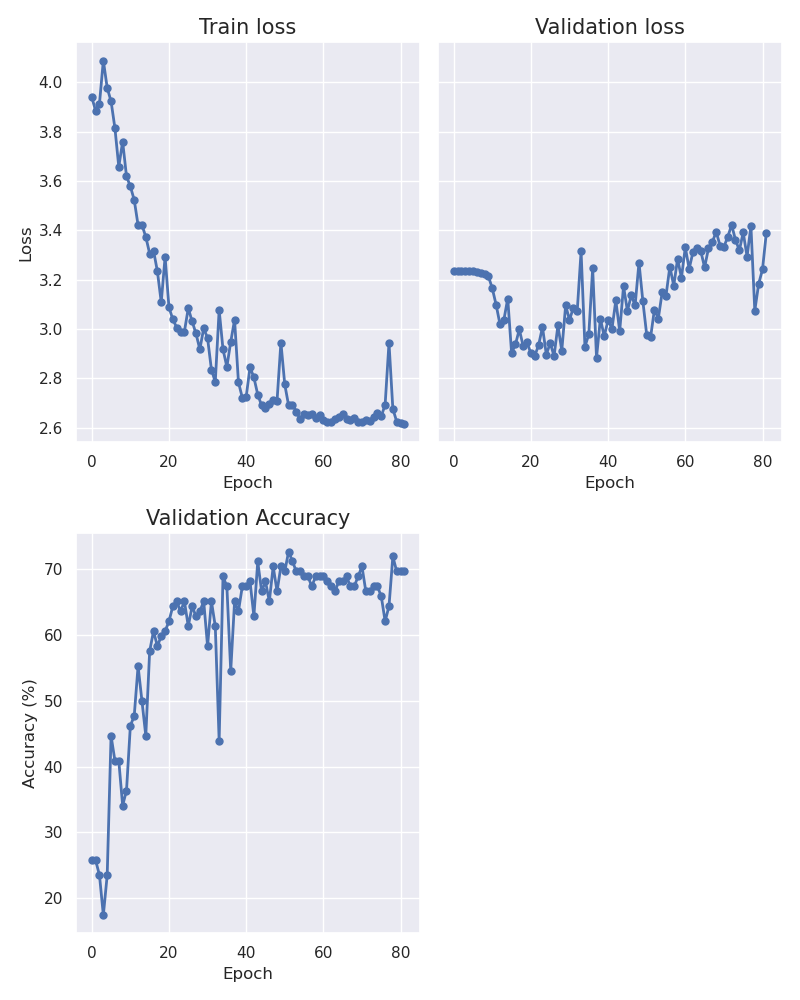 Train loss
Validation loss
4.0
3.8
3.6
3.4
3.2
3.0
2.8
2.6
Loss
0 20 40 60 80
Epoch
0 20 40 60 80
Epoch
Validation Accuracy
70
60
50
40
30
20
Accuracy (%)
0 20 40 60 80
Epoch